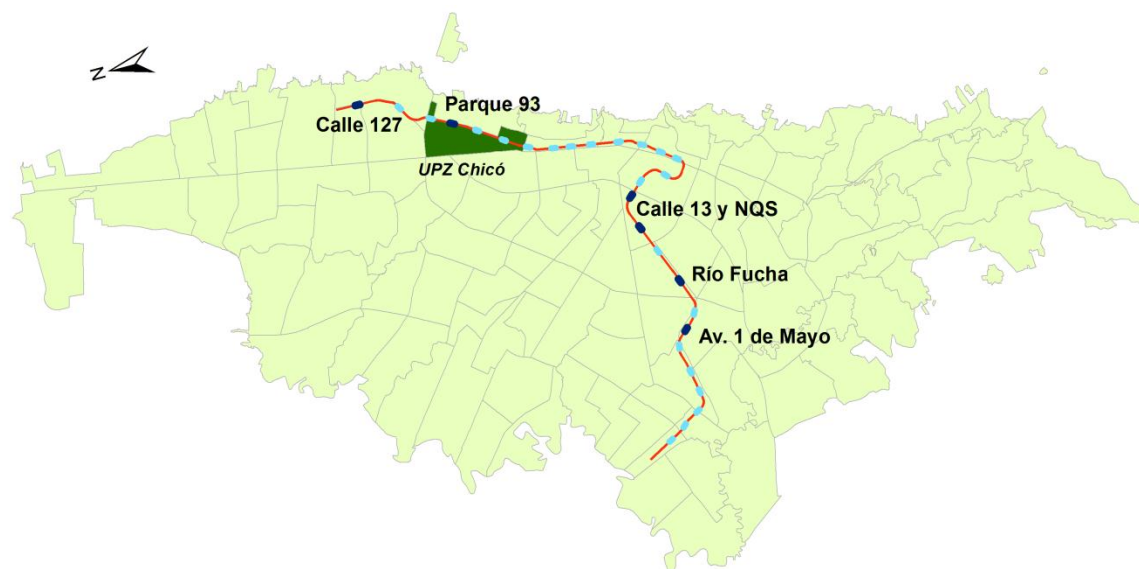 N
Parque 93
Calle 127
UPZ Chicó
Calle 13 y NQS
Río Fucha
Av. 1 de Mayo